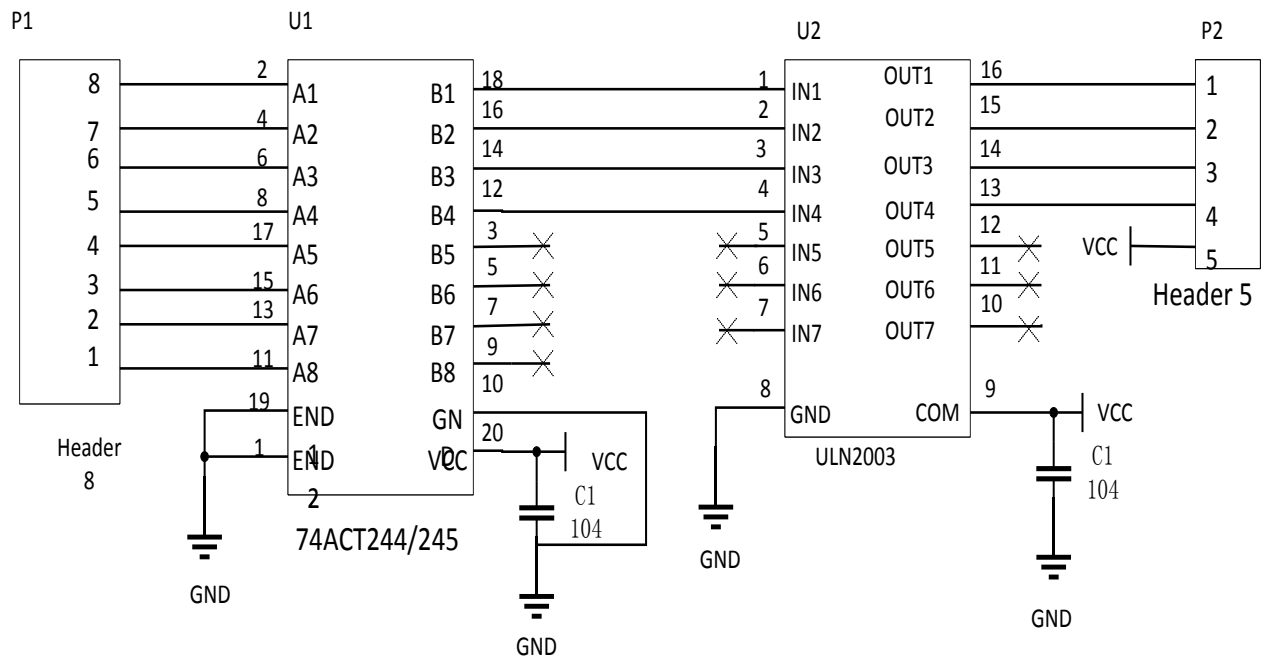 P1
U1
U2
P2
8
7
6
5
4
3
2
1
Header
8
2
4
6
8
17
15
13
11
19
1
A1
A2
A3
A4
A5
A6
A7
A8
END
1
END
2
B1
B2
B3
B4
B5
B6
B7
B8
GN
D
VCC
18
16
14
12
3
5
7
9
10
20
74ACT244/245
GND
VCC
C1
104
GND
1
2
3
4
5
6
7
8
IN1
IN2
IN3
IN4
IN5
IN6
IN7
GND
OUT1
OUT2
OUT3
OUT4
OUT5
OUT6
OUT7
COM
16
15
14
13
12
11
10
9
ULN2003
GND
VCC
C1
104
GND
VCC
1
2
3
4
5
Header 5